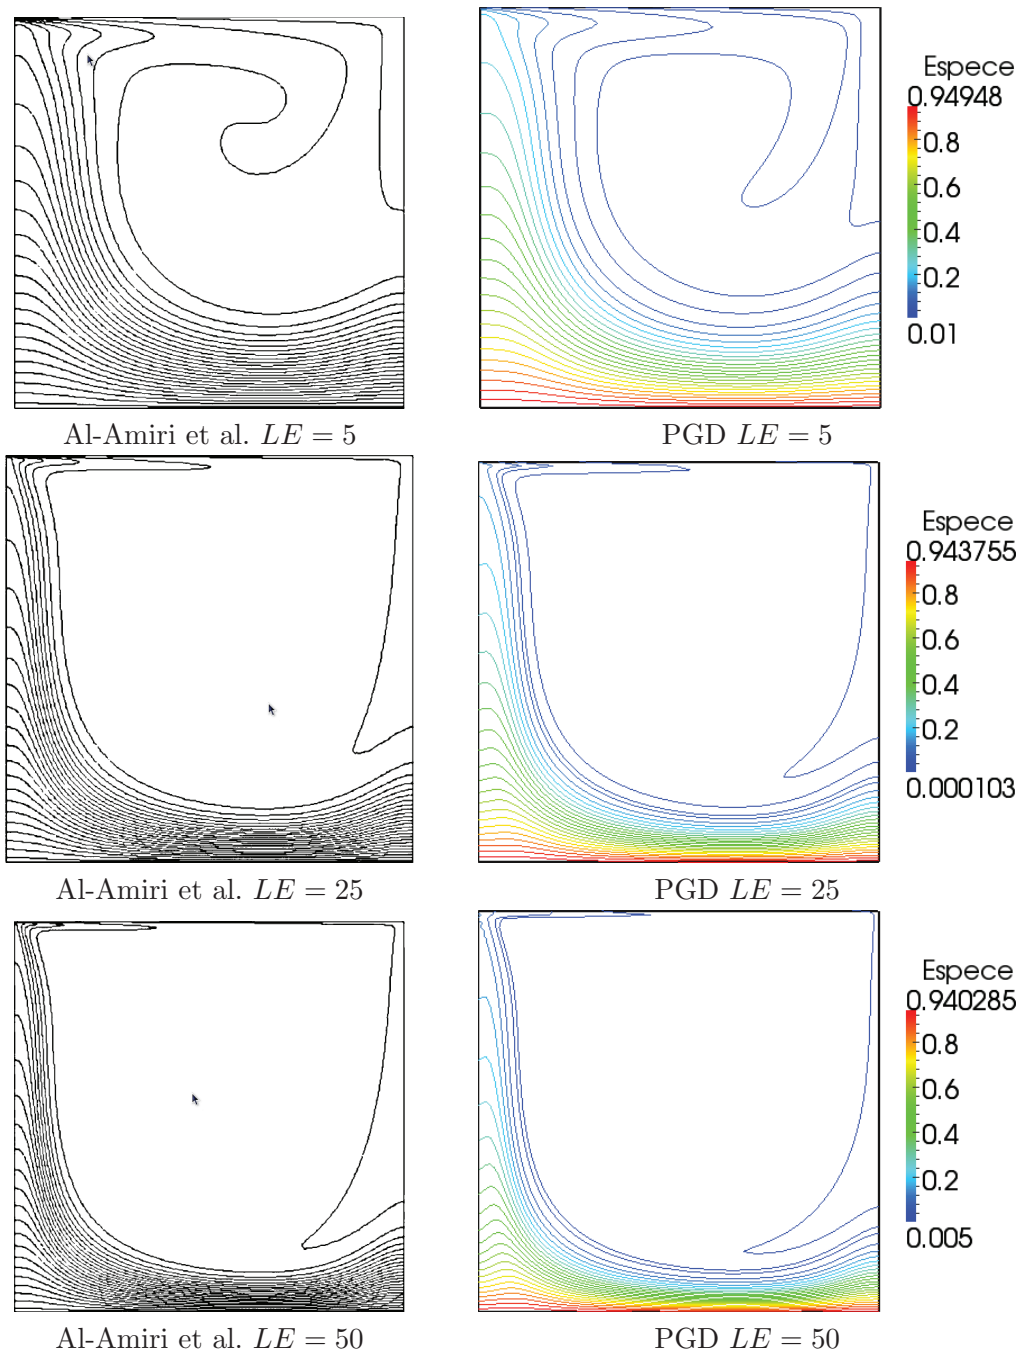 Espece
0.94948
0.8
0.6
0.4
0.2
0.01
Al-Amiri et al. LE = 5
PGD LE = 5
Espece
0.943755
0.8
0.6
0.4
0.2
0.000103
Al-Amiri et al. LE = 25
PGD LE = 25
Espece
0.940285
0.8
0.6
0.4
0.2
0.005
Al-Amiri et al. LE = 50
PGD LE = 50